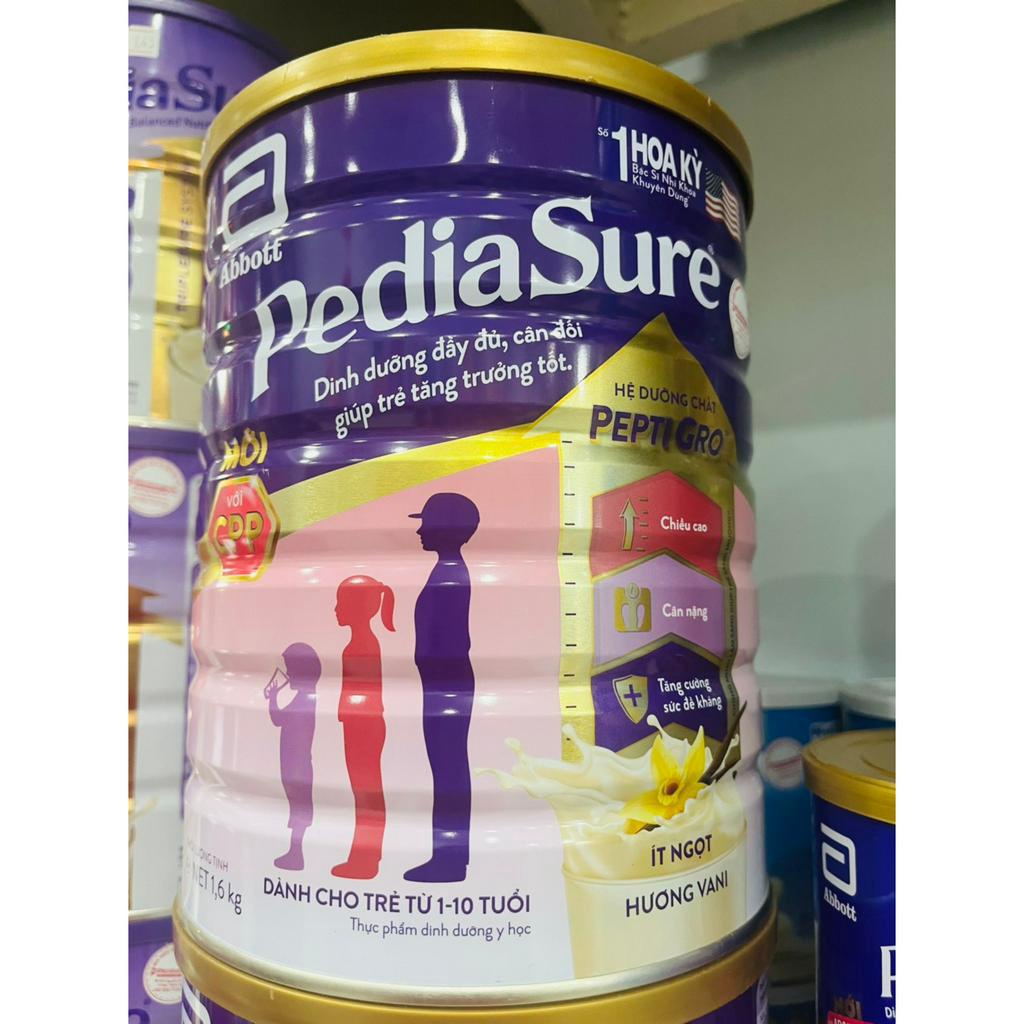 Abbott
Số 1 HOA KỲ
Bác Sĩ Nhi Khoa
Khuyên Dùng
PediaSure
Dinh dưỡng đầy đủ, cân đối
giúp trẻ tăng trưởng tốt.
HỆ DƯỠNG CHẤT
PEPTIGRO
MỚI
với
CPP
Chiều cao
Cân nặng
Tăng cường
sức đề kháng
ÍT NGỌT
HƯƠNG VANI
NET 1,6 kg
DÀNH CHO TRẺ TỪ 1-10 TUỔI
Thực phẩm dinh dưỡng y học
Abbott
MỚI